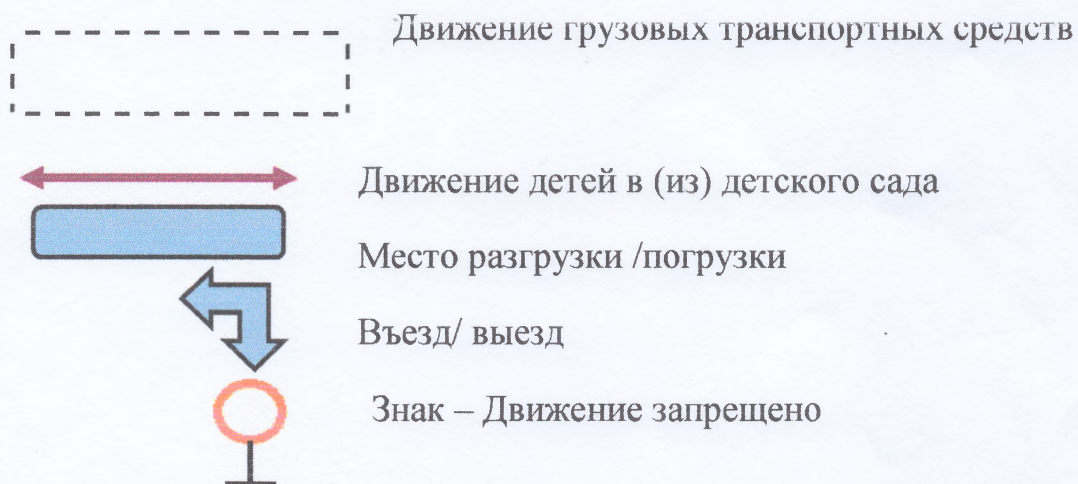 Движение грузовых транспортных средств
Движение детей в (из) детского сада
Место разгрузки /погрузки
Въезд/ выезд
Знак – Движение запрещено